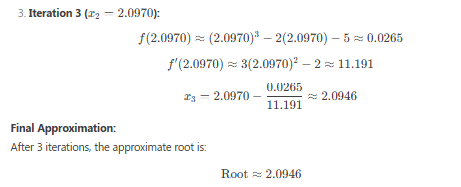 3. Iteration 3 (x₂ = 2.0970):
f(2.0970) ≈ (2.0970)³ − 2(2.0970) − 5 ≈ 0.0265
f′(2.0970) ≈ 3(2.0970)² − 2 ≈ 11.191
x₃ = 2.0970 − 0.0265/11.191 ≈ 2.0946
Final Approximation:
After 3 iterations, the approximate root is:
Root ≈ 2.0946